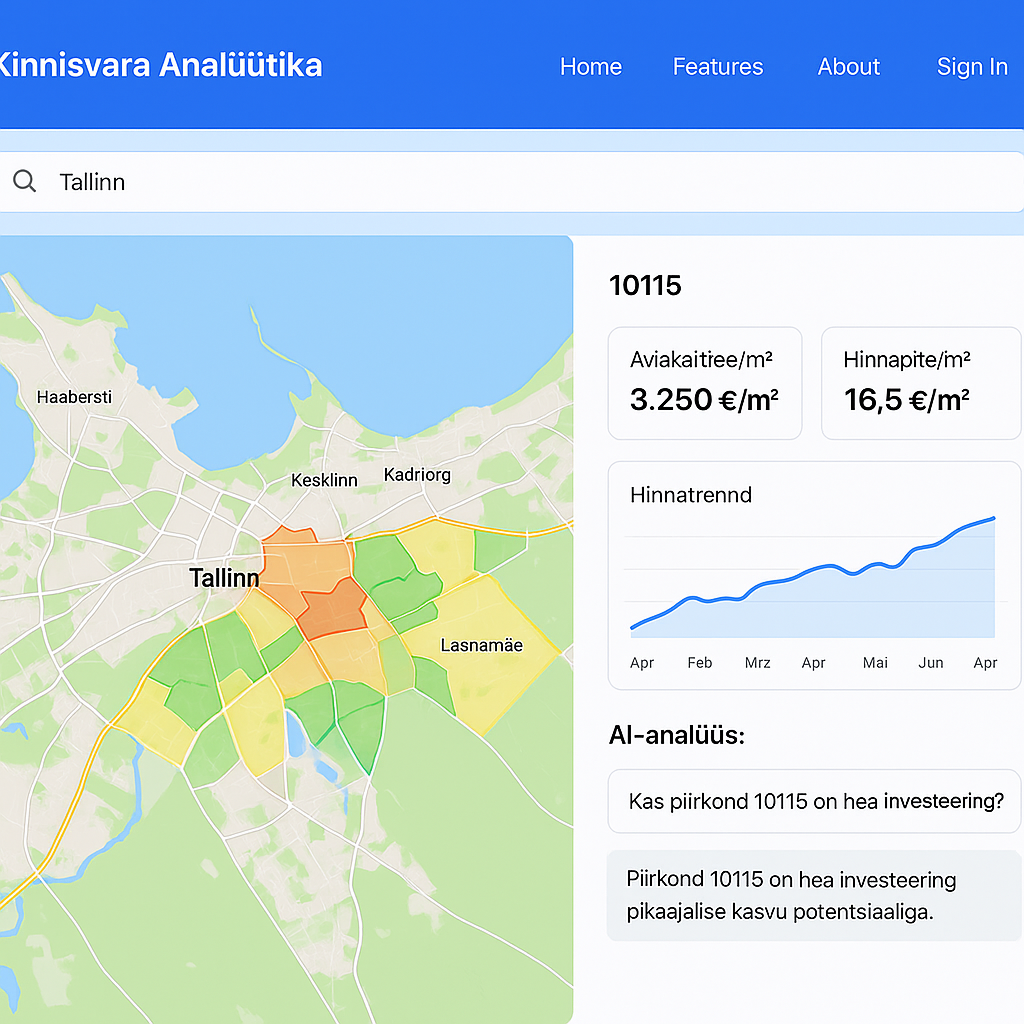 Kinnisvara Analüütika
Home Features About Sign In
Tallinn
Haabersti
Kesklinn
Kadriorg
Tallinn
Lasnamäe
10115
Aviakaitiee/m²
3.250 €/m²
Hinnapite/m²
16,5 €/m²
Hinnatrennd
Apr Feb Mrz Apr Mai Jun Apr
AI-analüüs:
Kas piirkond 10115 on hea investeering?
Piirkond 10115 on hea investeering
pikaajalise kasvu potentsiaaliga.